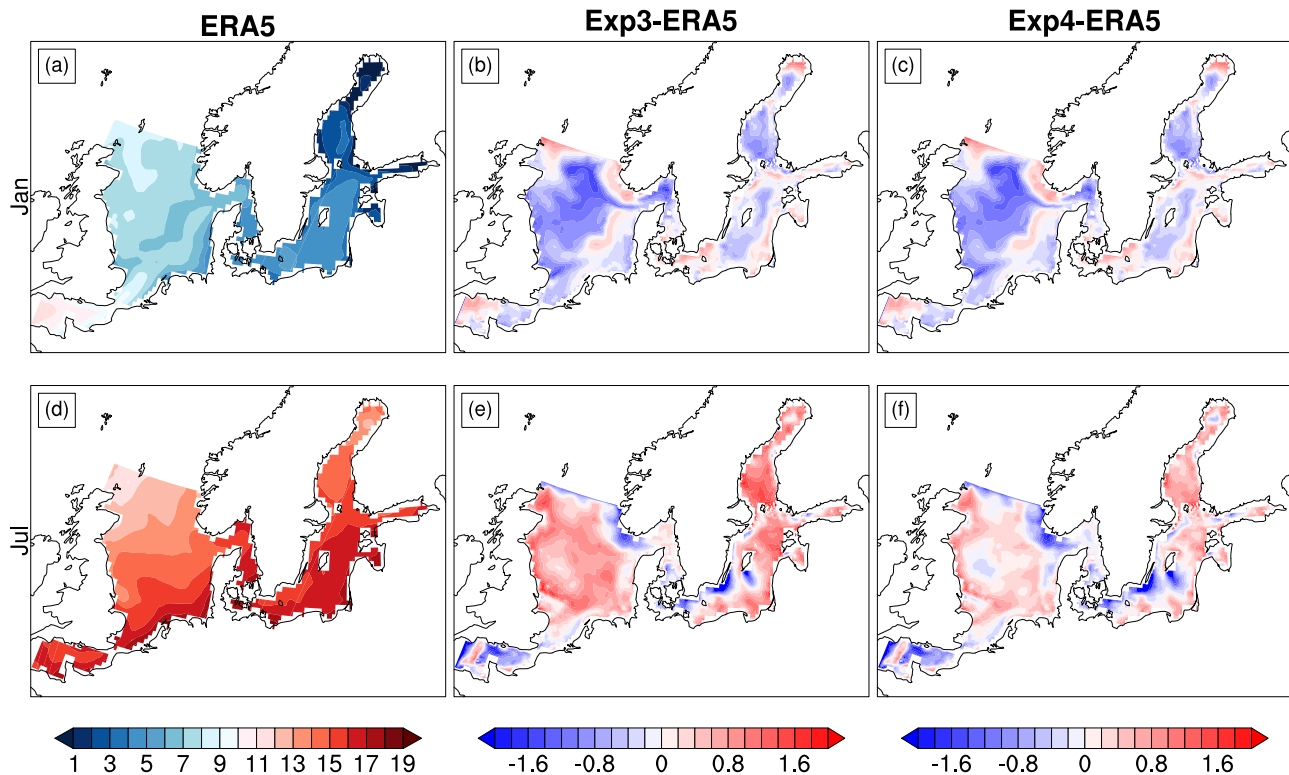 ERA5 Exp3-ERA5 Exp4-ERA5
Jan
(a) (b) (c)
Jul
(d) (e) (f)
1 3 5 7 9 11 13 15 17 19 -1.6 -0.8 0 0.8 1.6 -1.6 -0.8 0 0.8 1.6